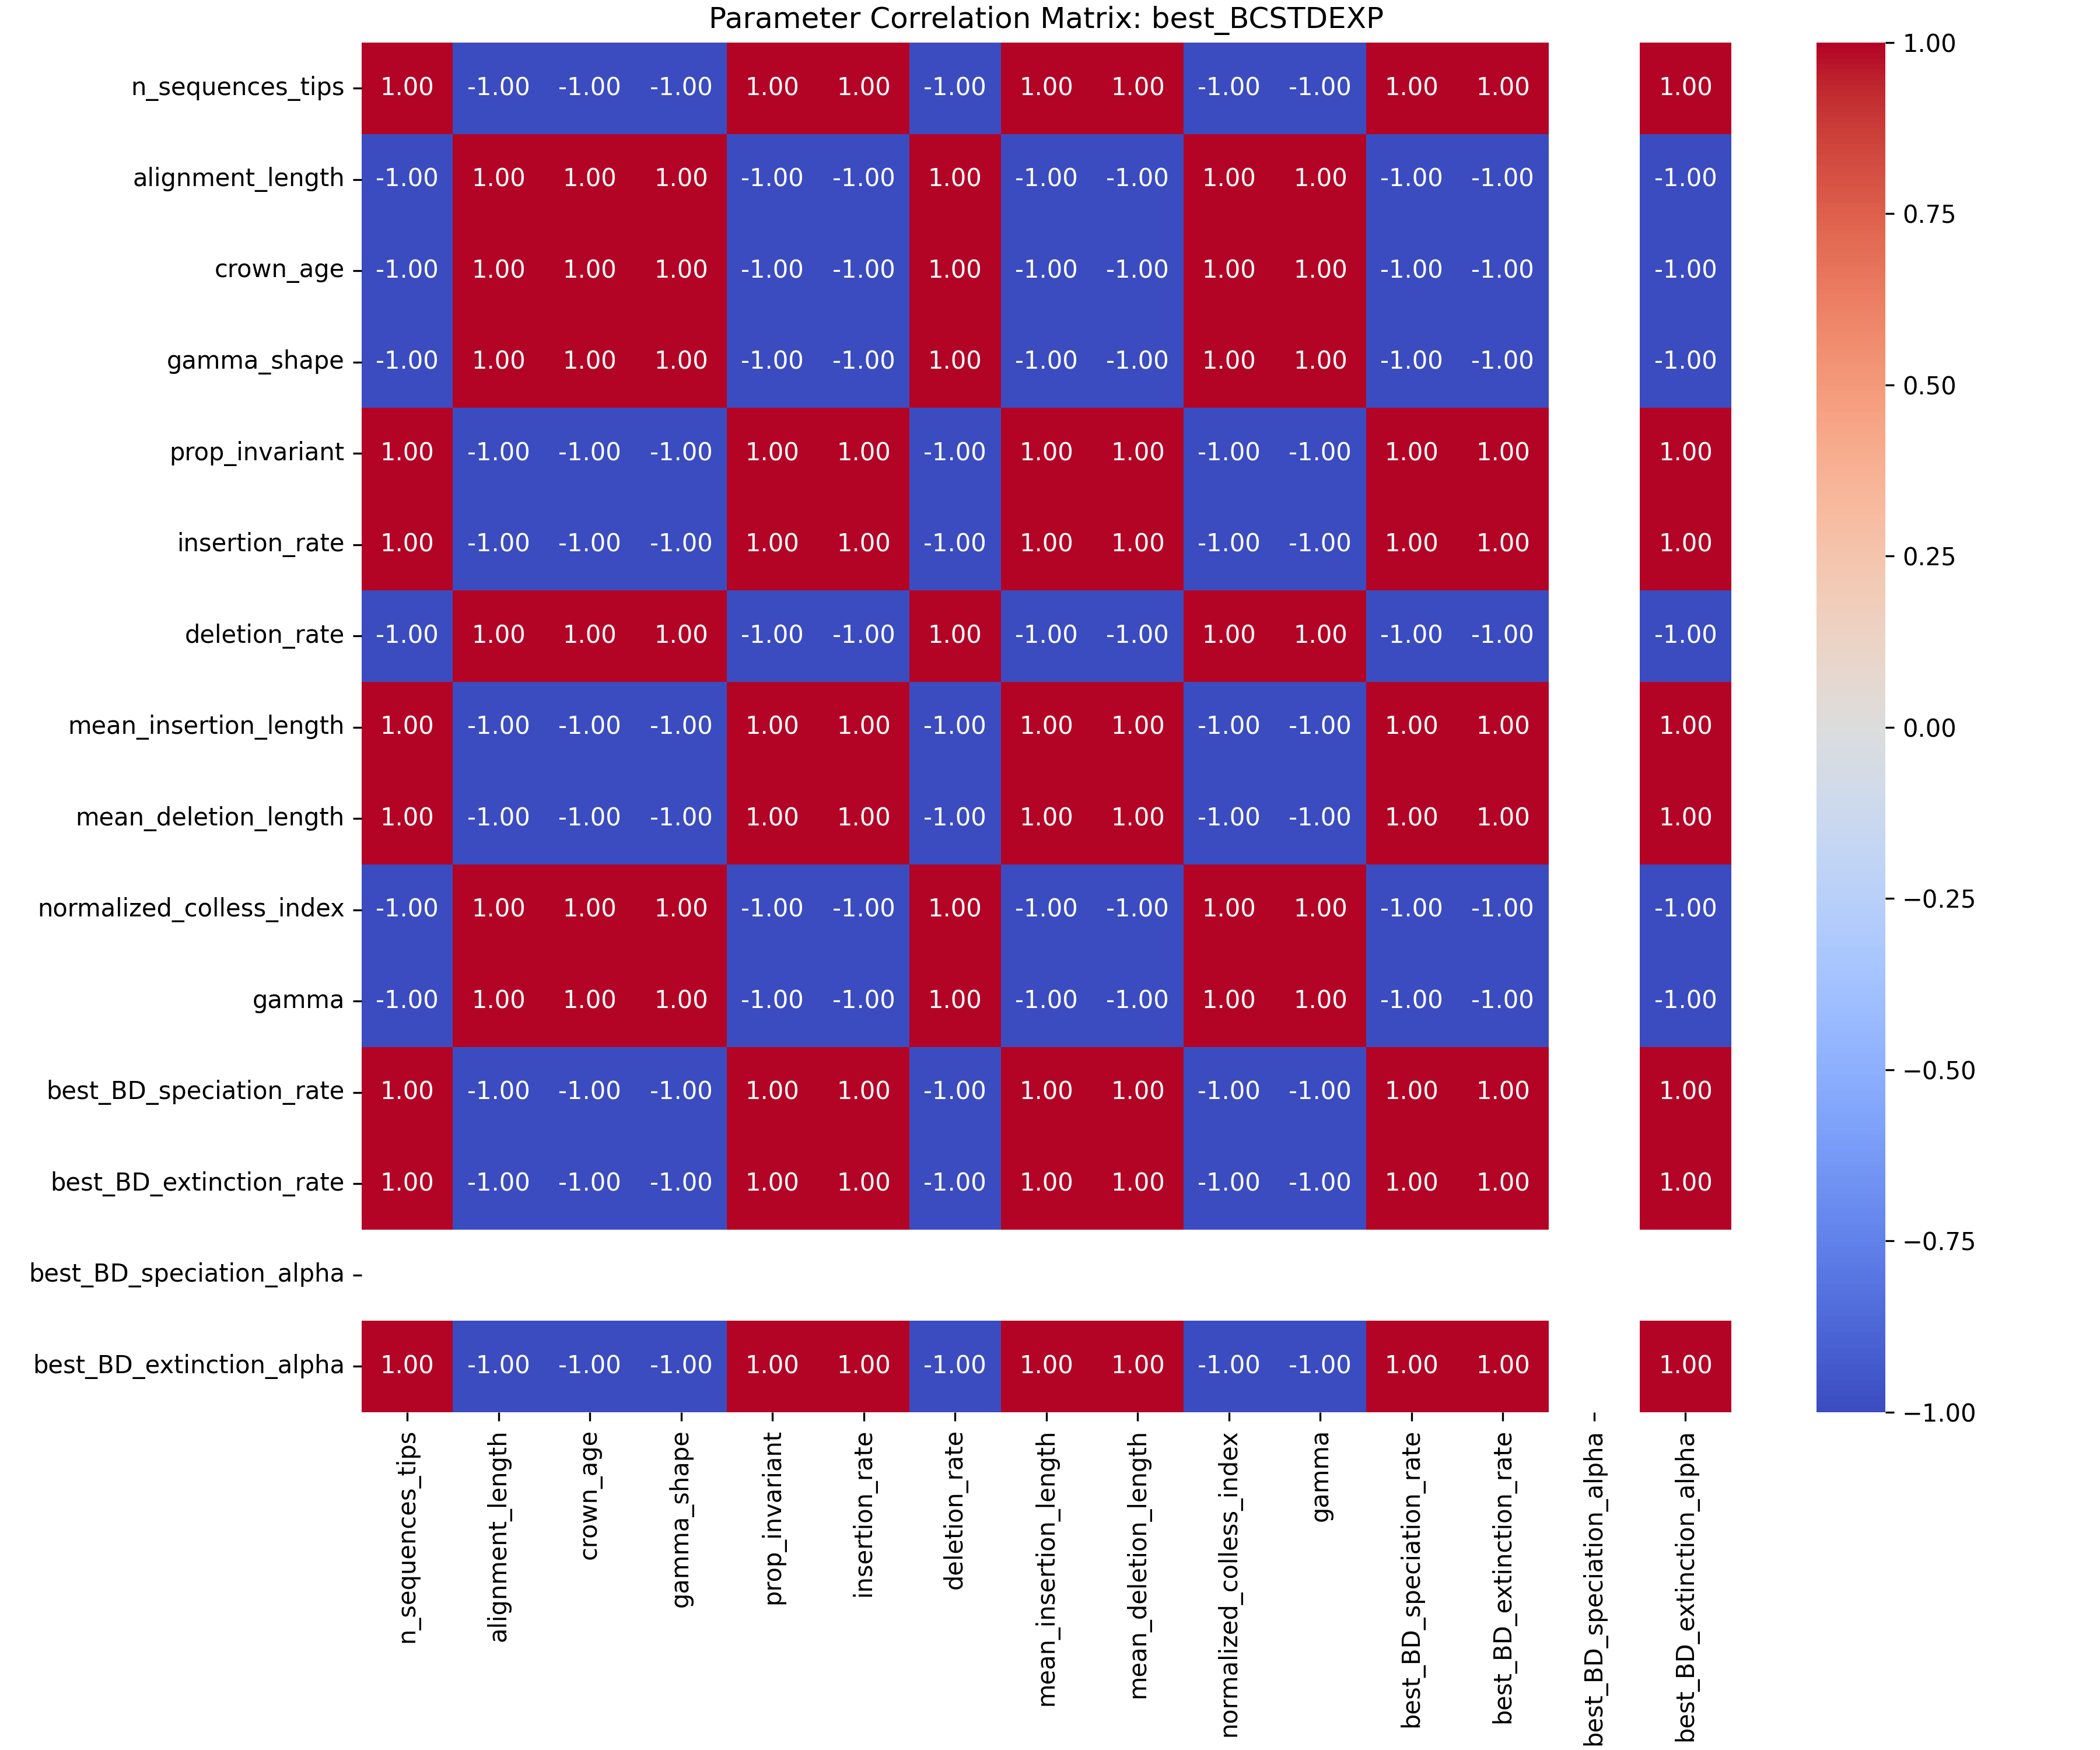 Parameter Correlation Matrix: best_BCSTDEXP
n_sequences_tips 1.00 -1.00 -1.00 -1.00 1.00 1.00 -1.00 1.00 1.00 -1.00 -1.00 1.00 1.00 1.00
alignment_length -1.00 1.00 1.00 1.00 -1.00 -1.00 1.00 -1.00 -1.00 1.00 1.00 -1.00 -1.00 -1.00
crown_age -1.00 1.00 1.00 1.00 -1.00 -1.00 1.00 -1.00 -1.00 1.00 1.00 -1.00 -1.00 -1.00
gamma_shape -1.00 1.00 1.00 1.00 -1.00 -1.00 1.00 -1.00 -1.00 1.00 1.00 -1.00 -1.00 -1.00
prop_invariant 1.00 -1.00 -1.00 -1.00 1.00 1.00 -1.00 1.00 1.00 -1.00 -1.00 1.00 1.00 1.00
insertion_rate 1.00 -1.00 -1.00 -1.00 1.00 1.00 -1.00 1.00 1.00 -1.00 -1.00 1.00 1.00 1.00
deletion_rate -1.00 1.00 1.00 1.00 -1.00 -1.00 1.00 -1.00 -1.00 1.00 1.00 -1.00 -1.00 -1.00
mean_insertion_length 1.00 -1.00 -1.00 -1.00 1.00 1.00 -1.00 1.00 1.00 -1.00 -1.00 1.00 1.00 1.00
mean_deletion_length 1.00 -1.00 -1.00 -1.00 1.00 1.00 -1.00 1.00 1.00 -1.00 -1.00 1.00 1.00 1.00
normalized_colless_index -1.00 1.00 1.00 1.00 -1.00 -1.00 1.00 -1.00 -1.00 1.00 1.00 -1.00 -1.00 -1.00
gamma -1.00 1.00 1.00 1.00 -1.00 -1.00 1.00 -1.00 -1.00 1.00 1.00 -1.00 -1.00 -1.00
best_BD_speciation_rate 1.00 -1.00 -1.00 -1.00 1.00 1.00 -1.00 1.00 1.00 -1.00 -1.00 1.00 1.00 1.00
best_BD_extinction_rate 1.00 -1.00 -1.00 -1.00 1.00 1.00 -1.00 1.00 1.00 -1.00 -1.00 1.00 1.00 1.00
best_BD_speciation_alpha
best_BD_extinction_alpha 1.00 -1.00 -1.00 -1.00 1.00 1.00 -1.00 1.00 1.00 -1.00 -1.00 1.00 1.00 1.00
n_sequences_tips
alignment_length
crown_age
gamma_shape
prop_invariant
insertion_rate
deletion_rate
mean_insertion_length
mean_deletion_length
normalized_colless_index
gamma
best_BD_speciation_rate
best_BD_extinction_rate
best_BD_speciation_alpha
best_BD_extinction_alpha
1.00
0.75
0.50
0.25
0.00
−0.25
−0.50
−0.75
−1.00